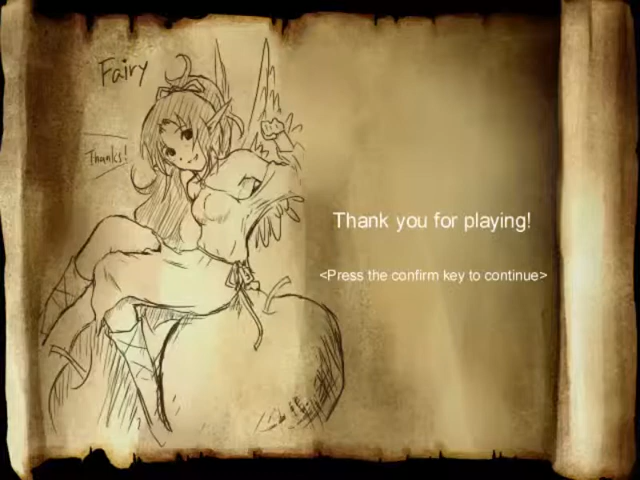 Fairy
Thanks!
Thank you for playing!
<Press the confirm key to continue>